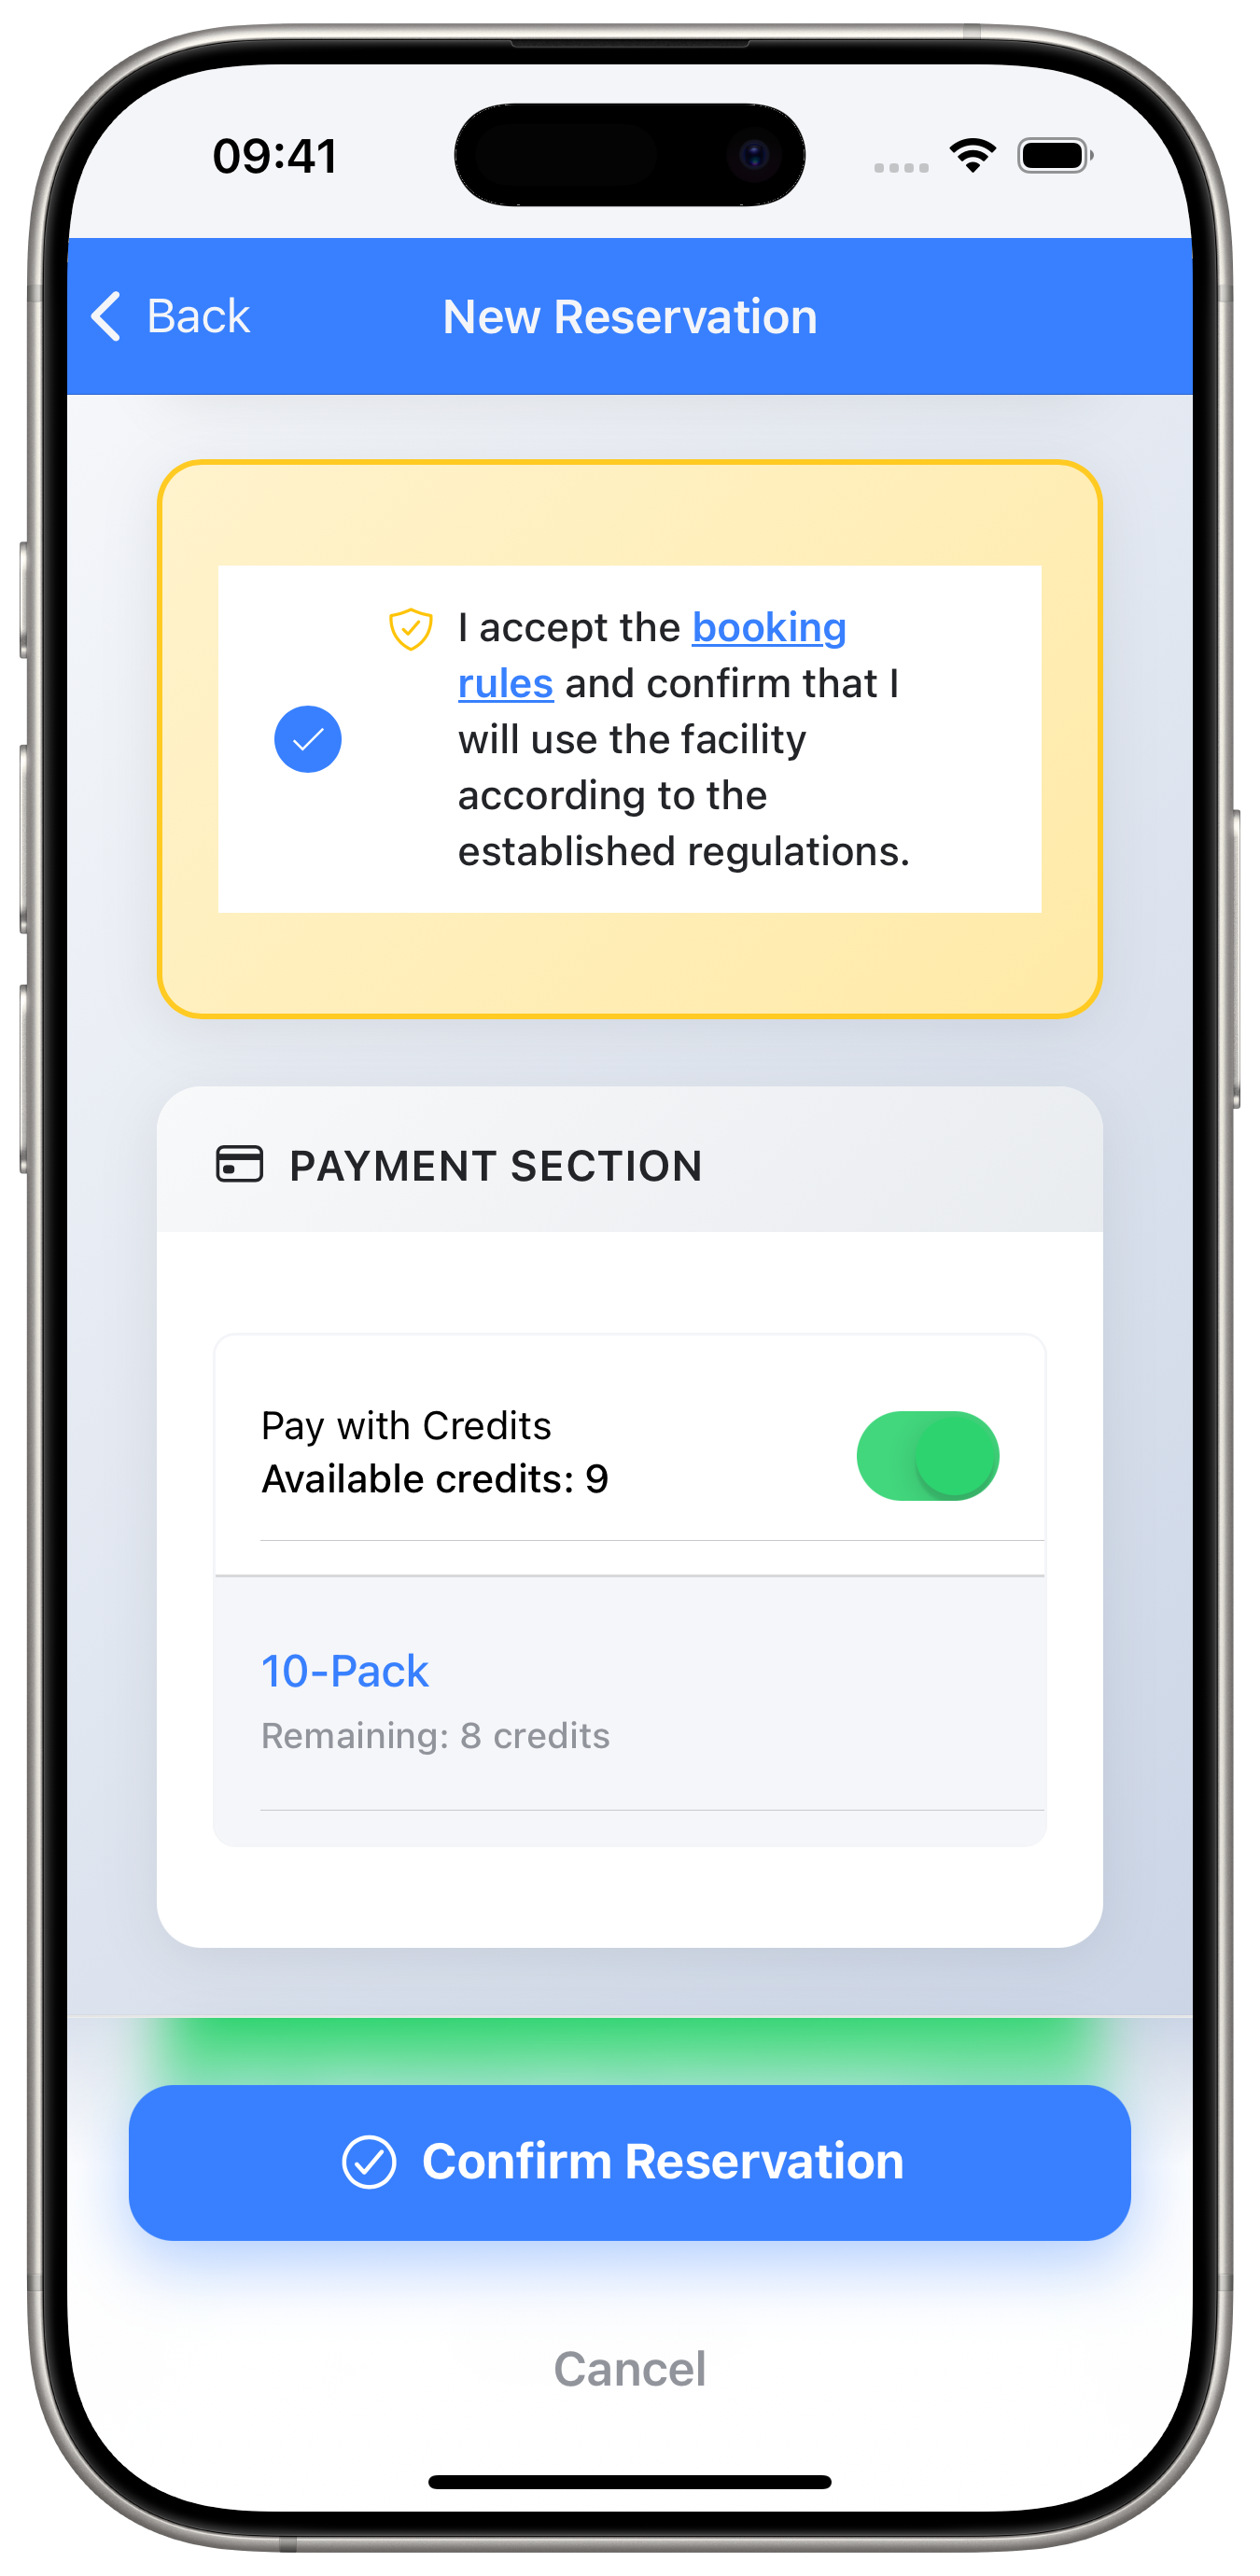 09:41
Back
New Reservation
I accept the booking
rules and confirm that I
will use the facility
according to the
established regulations.
PAYMENT SECTION
Pay with Credits
Available credits: 9
10-Pack
Remaining: 8 credits
Confirm Reservation
Cancel